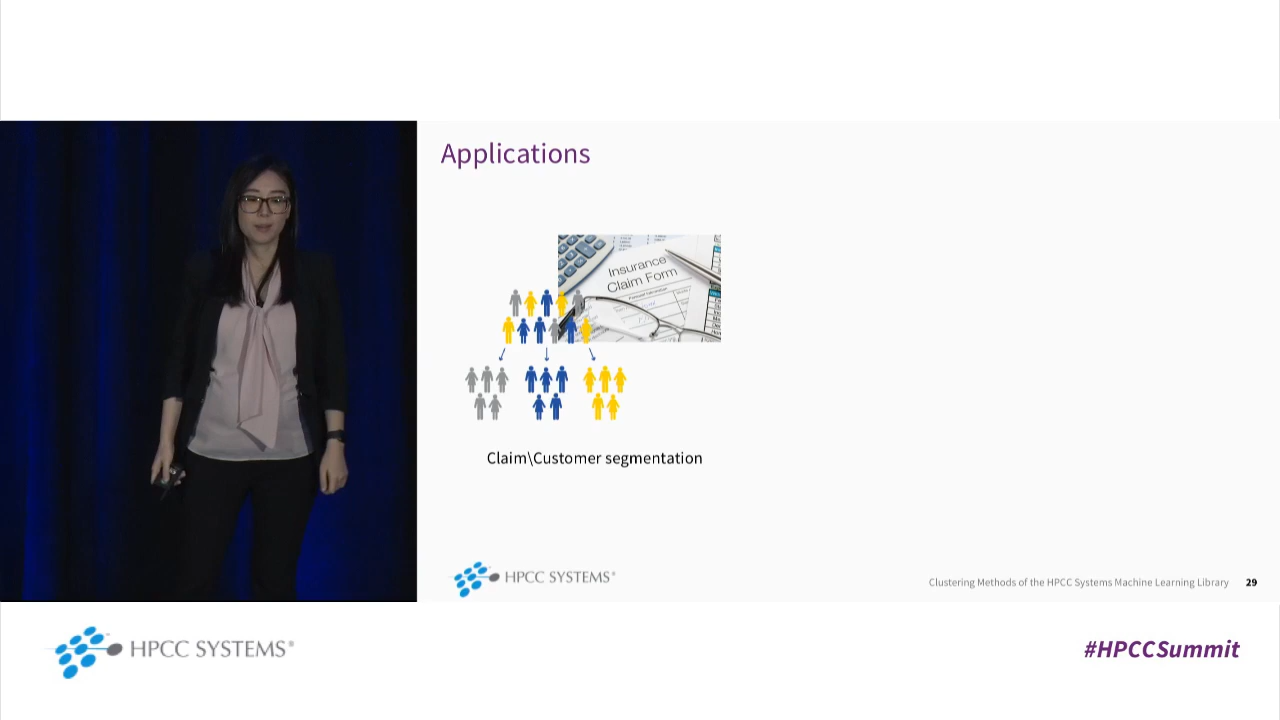 Applications
Insurance
Claim Form
Claim\Customer segmentation
HPCC SYSTEMS®
Clustering Methods of the HPCC Systems Machine Learning Library 29
HPCC SYSTEMS®
#HPCCSummit